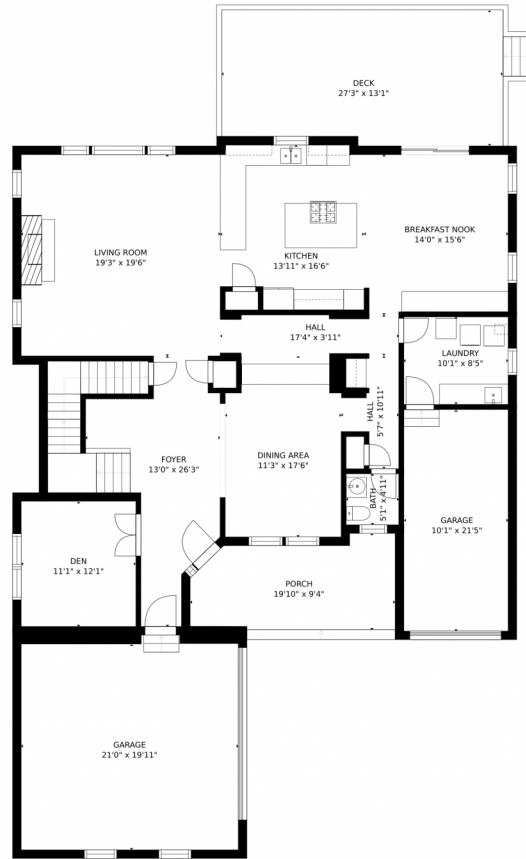 DECK
27'3" x 13'1"
BREAKFAST NOOK
14'0" x 15'6"
LIVING ROOM
19'3" x 19'6"
KITCHEN
13'11" x 16'6"
HALL
17'4" x 3'11"
LAUNDRY
10'1" x 8'5"
HALL
5'7" x 10'11"
FOYER
13'0" x 26'3"
DINING AREA
11'3" x 17'6"
BATH
5'1" x 4'11"
GARAGE
10'1" x 21'5"
DEN
11'1" x 12'1"
PORCH
19'10" x 9'4"
GARAGE
21'0" x 19'11"